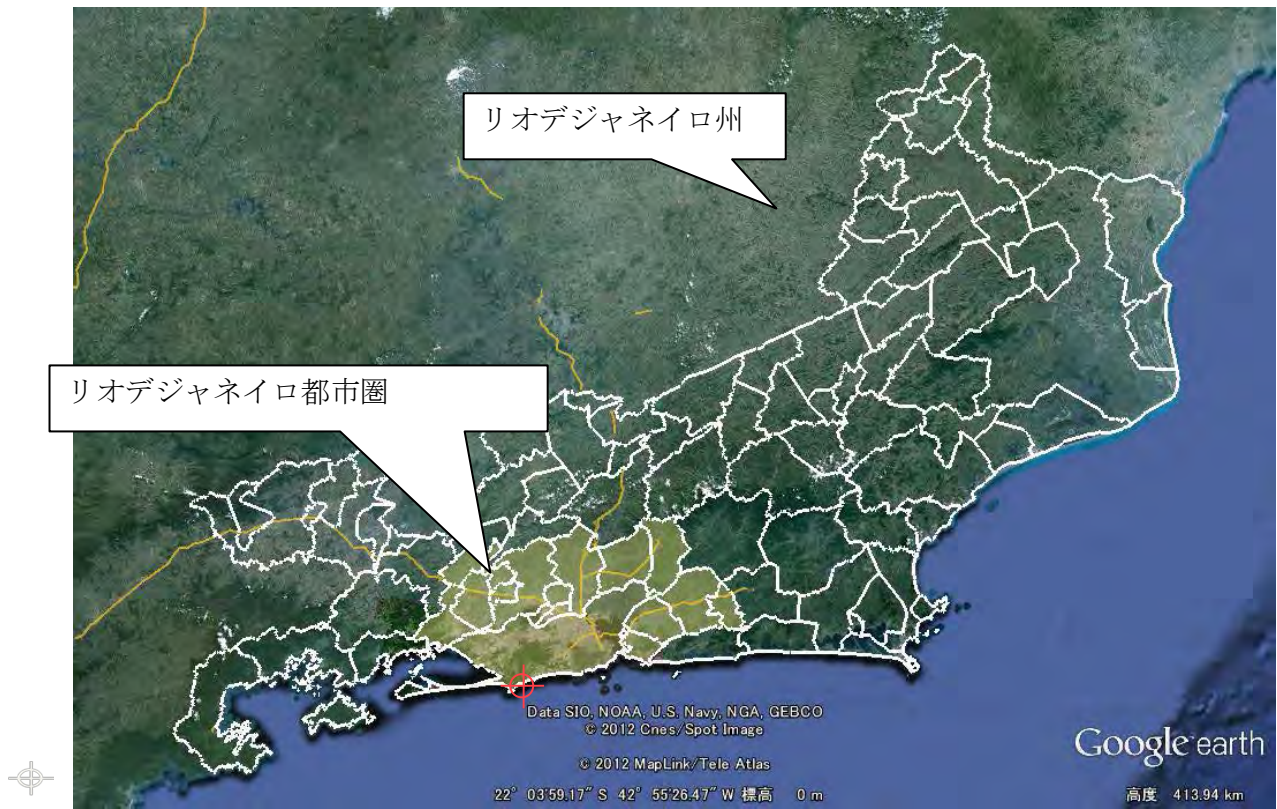 リオデジャネイロ州
リオデジャネイロ都市圏
Data SIO, NOAA, U.S. Navy, NGA, GEBCO
© 2012 Cnes/Spot Image
© 2012 MapLink/Tele Atlas
Google earth
22° 03'59.17" S 42° 55'26.47" W 標高 0 m
高度 413.94 km